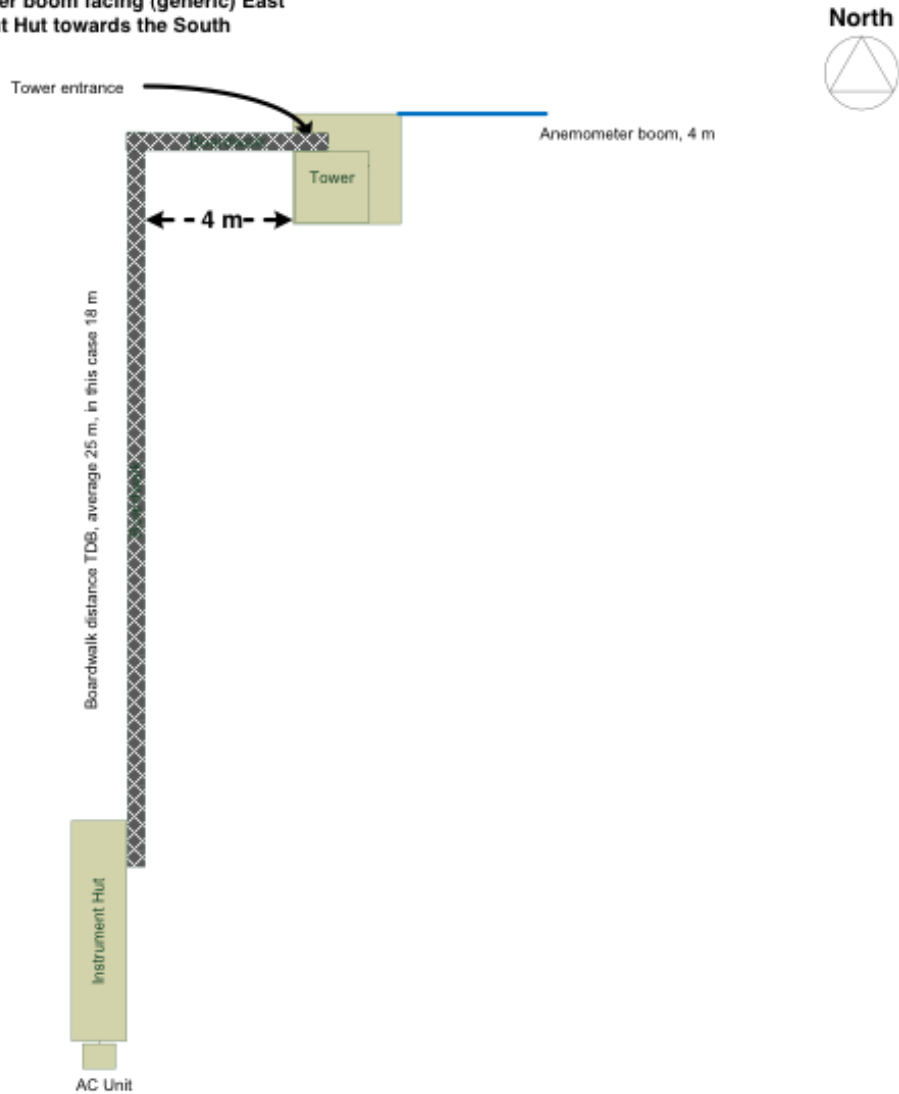 er boom facing (generic) East
t Hut towards the South
North
Tower entrance
Anemometer boom, 4 m
Tower
4 m
Boardwalk distance TDB, average 25 m, in this case 18 m
Instrument Hut
AC Unit